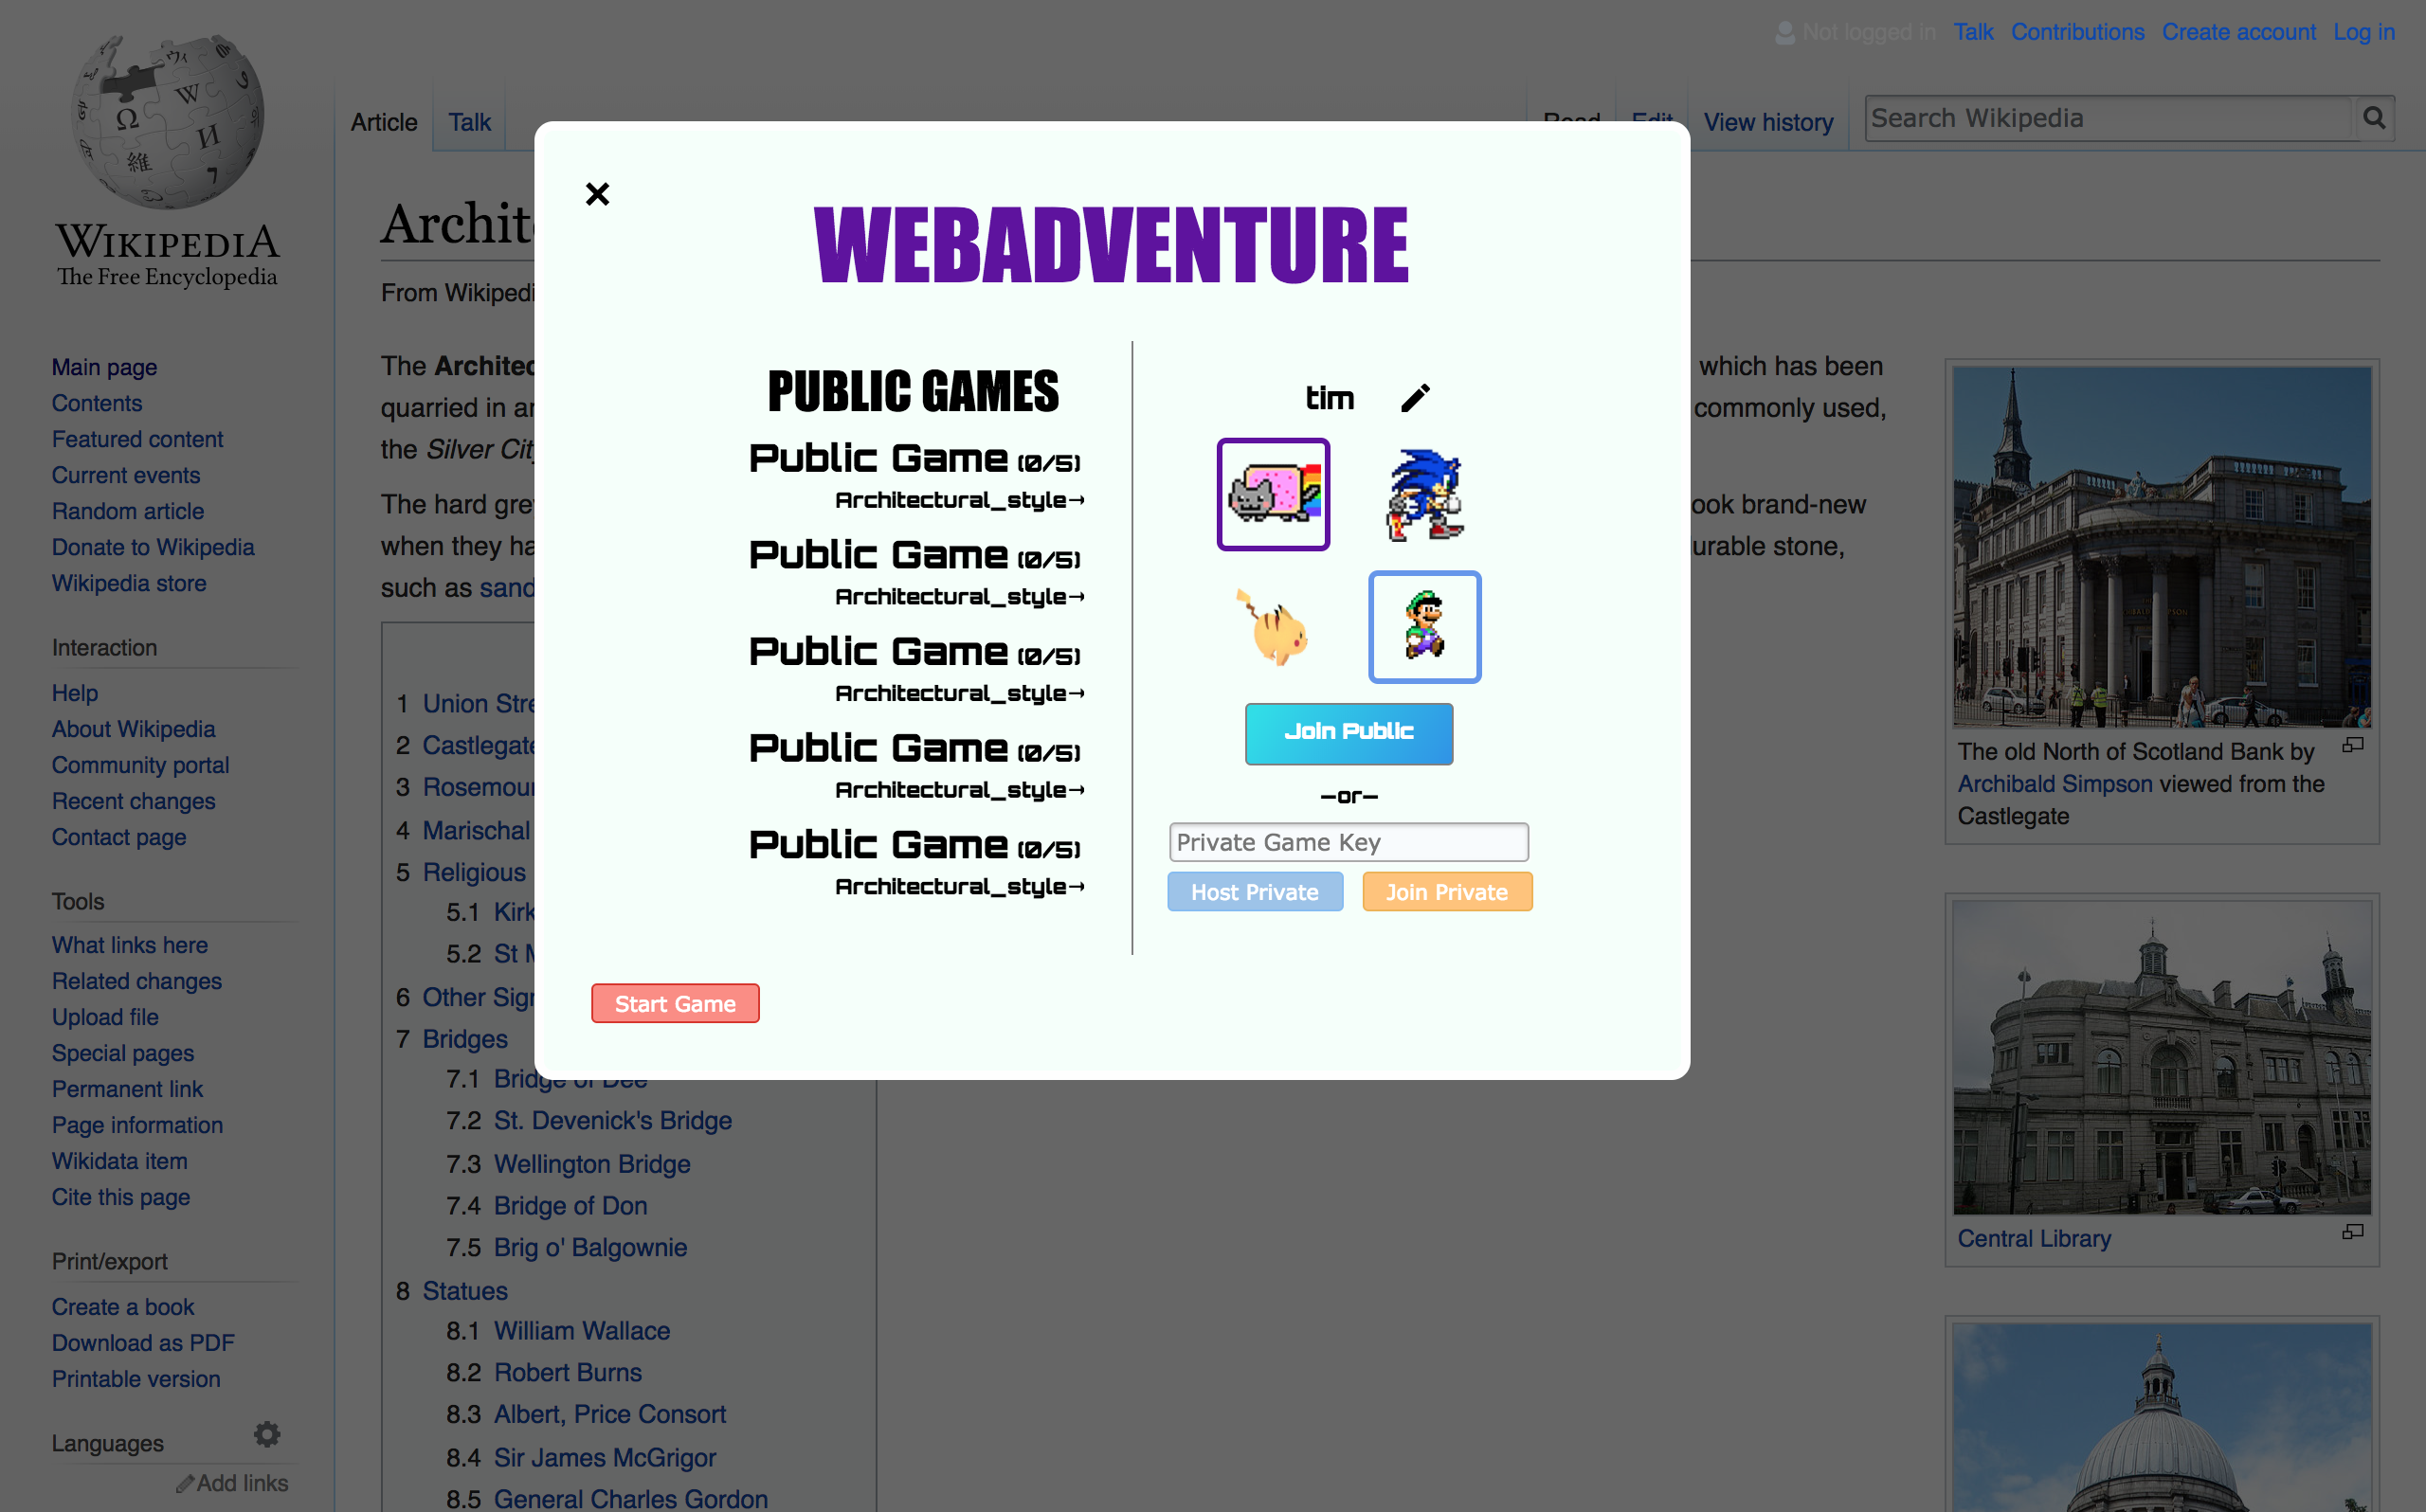 Not logged in Talk Contributions Create account Log in
Article Talk
Read Edit View history Search Wikipedia
WIKIPEDIA
The Free Encyclopedia
Main page
Contents
Featured content
Current events
Random article
Donate to Wikipedia
Wikipedia store
Interaction
Help
About Wikipedia
Community portal
Recent changes
Contact page
Tools
What links here
Related changes
Upload file
Special pages
Permanent link
Page information
Wikidata item
Cite this page
Print/export
Create a book
Download as PDF
Printable version
Languages
Add links
Archit
From Wikipedi
The Architec
quarried in ar
the Silver City
The hard grey
when they ha
such as sand
which has been
commonly used,
ook brand-new
urable stone,
1 Union Stre
2 Castlegate
3 Rosemour
4 Marischal
5 Religious
5.1 Kirk
5.2 St M
6 Other Sign
7 Bridges
7.1 Bridge of Dee
7.2 St. Devenick's Bridge
7.3 Wellington Bridge
7.4 Bridge of Don
7.5 Brig o' Balgownie
8 Statues
8.1 William Wallace
8.2 Robert Burns
8.3 Albert, Price Consort
8.4 Sir James McGrigor
8.5 General Charles Gordon
WEBADVENTURE
PUBLIC GAMES
Public Game (0/5)
Architectural_style→
Public Game (0/5)
Architectural_style→
Public Game (0/5)
Architectural_style→
Public Game (0/5)
Architectural_style→
Public Game (0/5)
Architectural_style→
Start Game
tim
Join Public
—or—
Private Game Key
Host Private Join Private
The old North of Scotland Bank by
Archibald Simpson viewed from the
Castlegate
Central Library